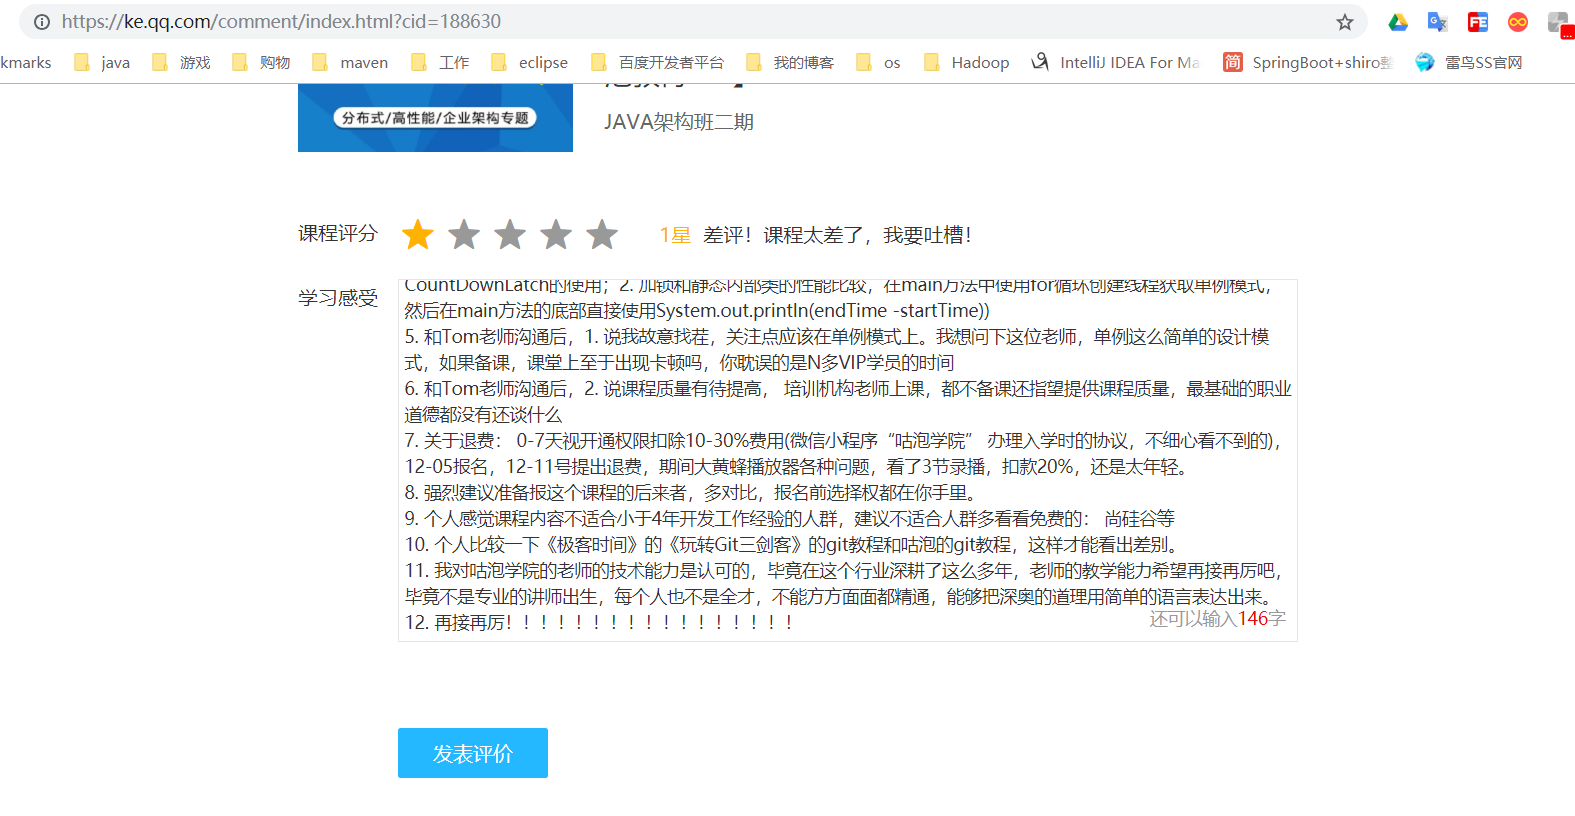 https://ke.qq.com/comment/index.html?cid=188630
kmarks java 游戏 购物 maven 工作 eclipse 百度开发者平台 我的博客 os Hadoop IntelliJ IDEA For Ma SpringBoot+shiro整 雷鸟SS官网
分布式/高性能/企业架构专题
JAVA架构班二期
课程评分 1星 差评！课程太差了，我要吐槽！
学习感受
CountDownLatch的使用；2. 加锁和静态内部类的性能比较，在main方法中使用for循环创建线程获取单例模式，
然后在main方法的底部直接使用System.out.println(endTime -startTime))
5. 和Tom老师沟通后，1. 说我故意找茬，关注点应该在单例模式上。我想问下这位老师，单例这么简单的设计模
式，如果备课，课堂上至于出现卡顿吗，你耽误的是N多VIP学员的时间
6. 和Tom老师沟通后，2. 说课程质量有待提高， 培训机构老师上课，都不备课还指望提供课程质量，最基础的职业
道德都没有还谈什么
7. 关于退费： 0-7天视开通权限扣除10-30%费用(微信小程序“咕泡学院” 办理入学时的协议，不细心看不到的)，
12-05报名，12-11号提出退费，期间大黄蜂播放器各种问题，看了3节录播，扣款20%，还是太年轻。
8. 强烈建议准备报这个课程的后来者，多对比，报名前选择权都在你手里。
9. 个人感觉课程内容不适合小于4年开发工作经验的人群，建议不适合人群多看看免费的： 尚硅谷等
10. 个人比较一下《极客时间》的《玩转Git三剑客》的git教程和咕泡的git教程，这样才能看出差别。
11. 我对咕泡学院的老师的技术能力是认可的，毕竟在这个行业深耕了这么多年，老师的教学能力希望再接再厉吧，
毕竟不是专业的讲师出生，每个人也不是全才，不能方方面面都精通，能够把深奥的道理用简单的语言表达出来。
12. 再接再厉！！！！！！！！！！！！！！！！！
还可以输入146字
发表评价